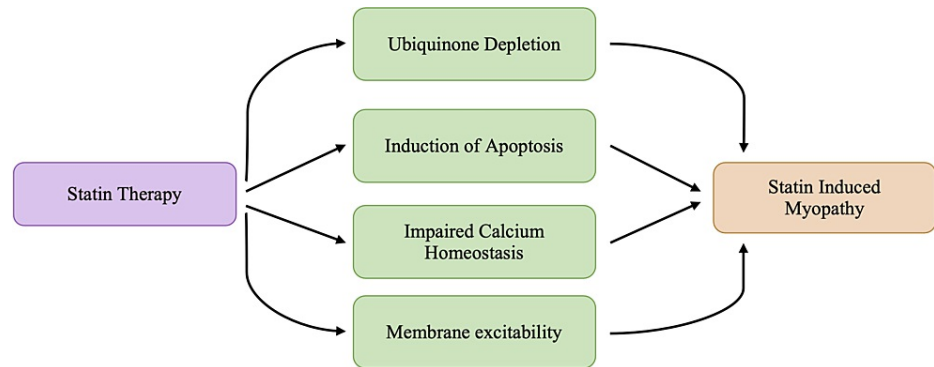 Ubiquinone Depletion
Induction of Apoptosis
Statin Therapy
Statin Induced
Myopathy
Impaired Calcium
Homeostasis
Membrane excitability